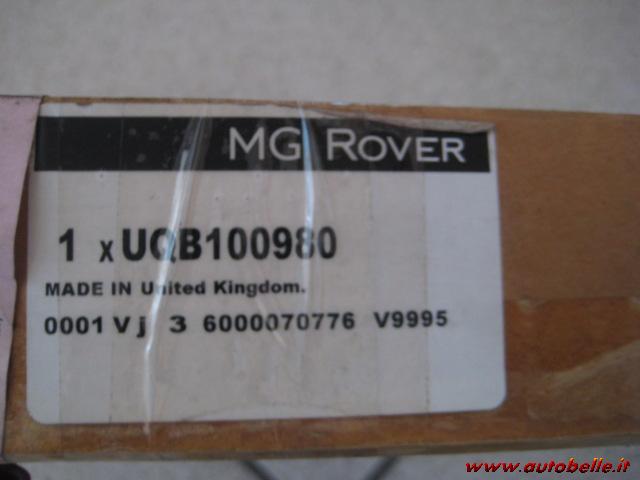 MG ROVER
1 x UQB100980
MADE IN United Kingdom.
0001 V j 3 6000070776 V9995
www.autobelle.it